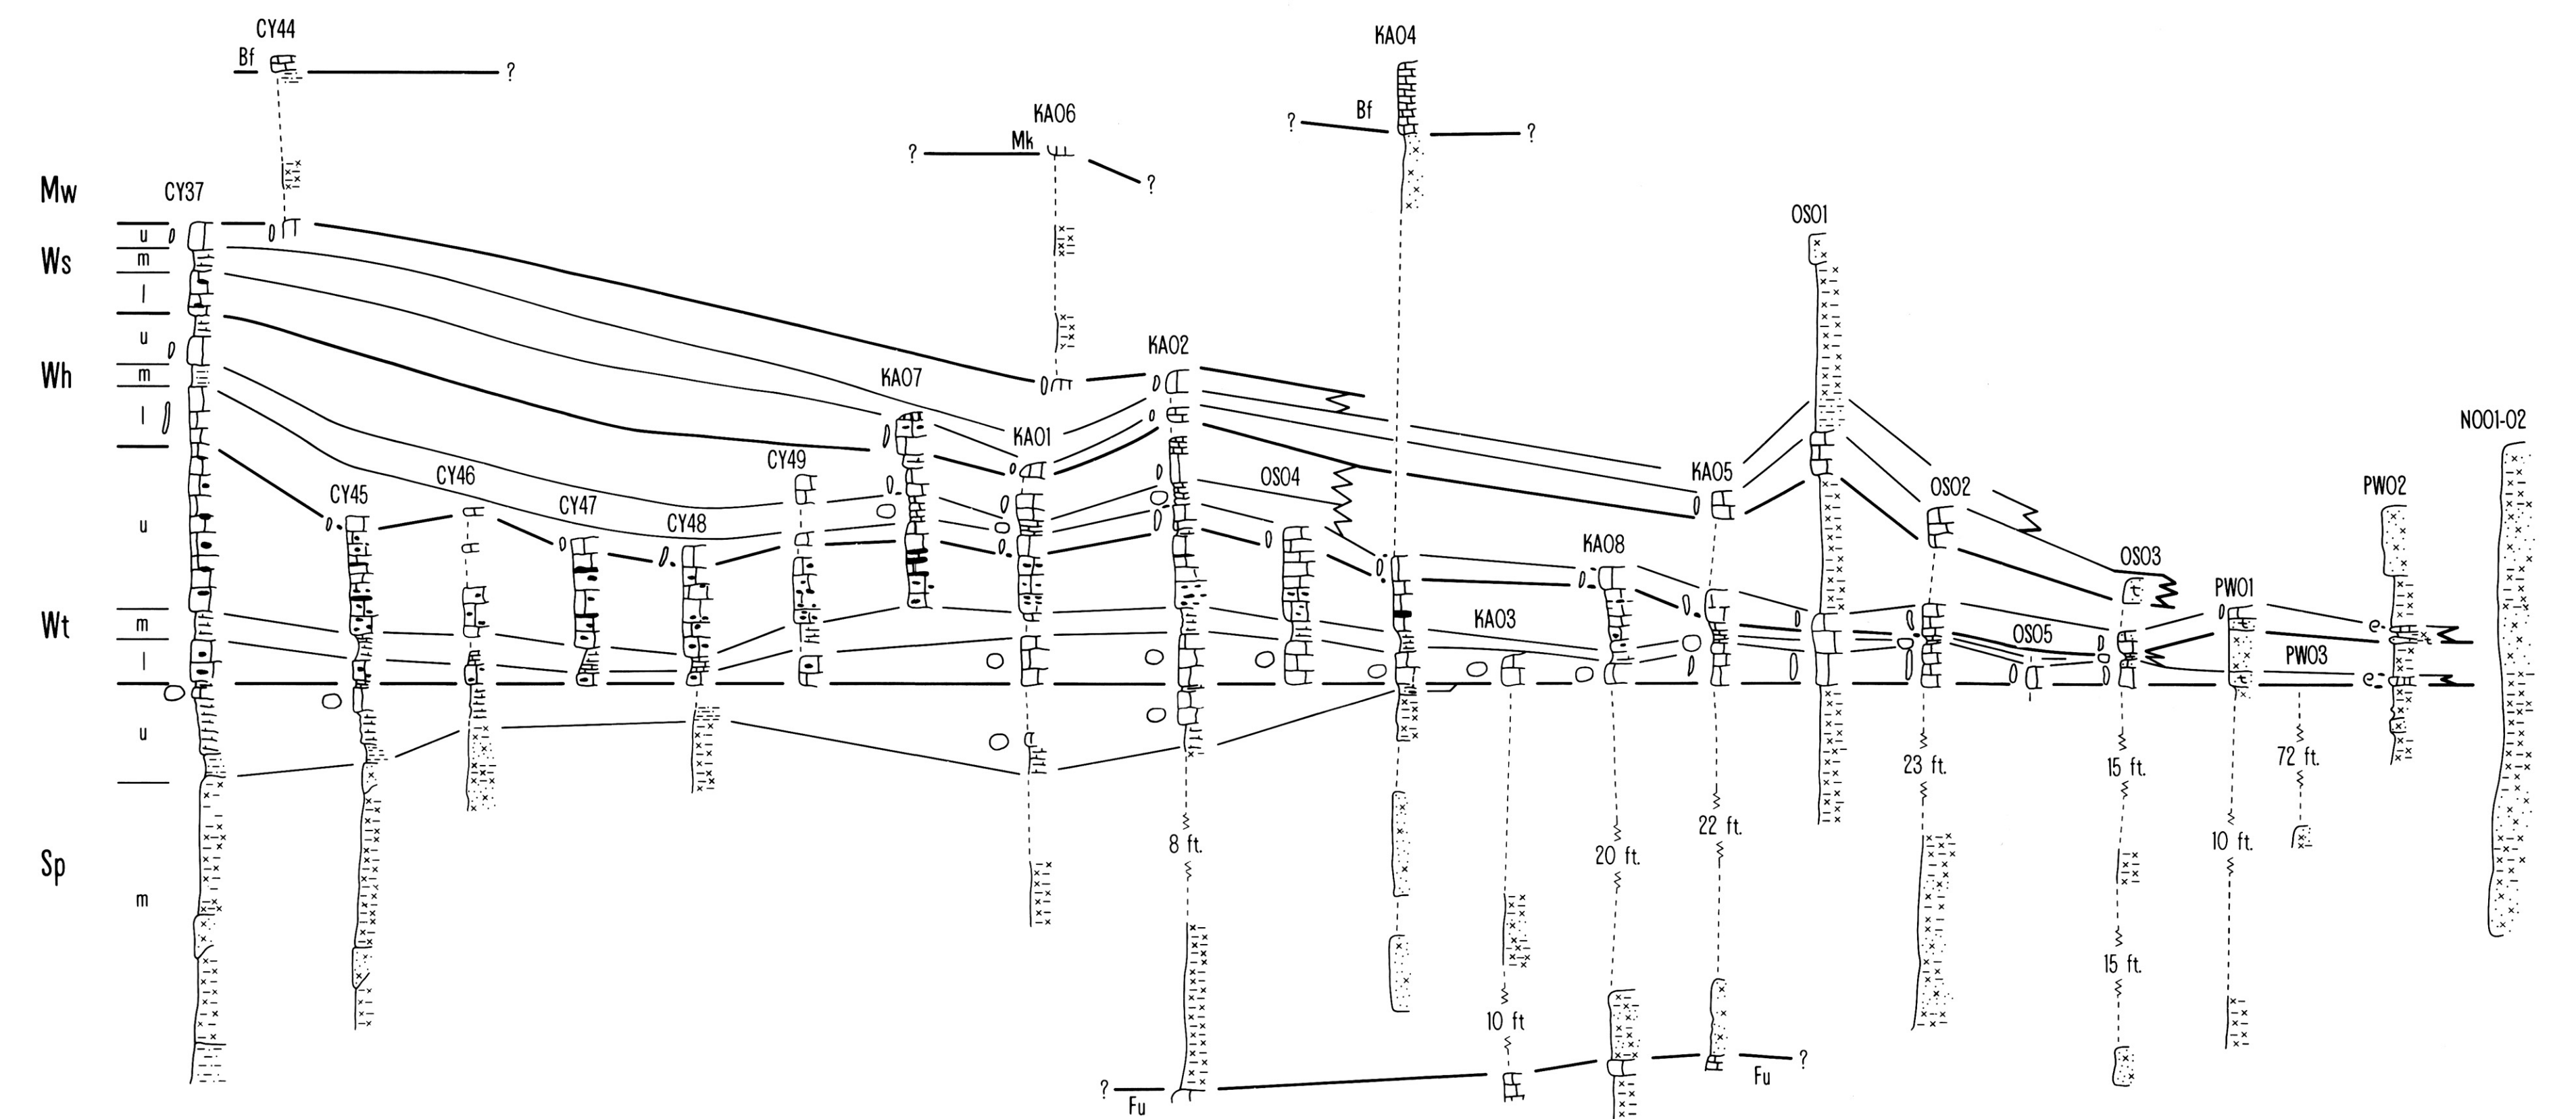 CY44
Bf
?
KA04
? Bf ?
KA06
? Mk ?
Mw
CY37
OS01
u
Ws
m
l
u
KA02
Wh
m
KA07
l
KA01
N001-02
CY49
CY46
OS04
KA05
CY45
CY47
OS02
PW02
CY48
u
KA08
OS03
PW01
Wt
m
KA03
OS05
PW03
l
t
t
t
t
e
e
u
23 ft.
15 ft.
72 ft.
8 ft.
22 ft.
10 ft.
20 ft.
Sp
m
15 ft.
10 ft
? Fu
Fu ?